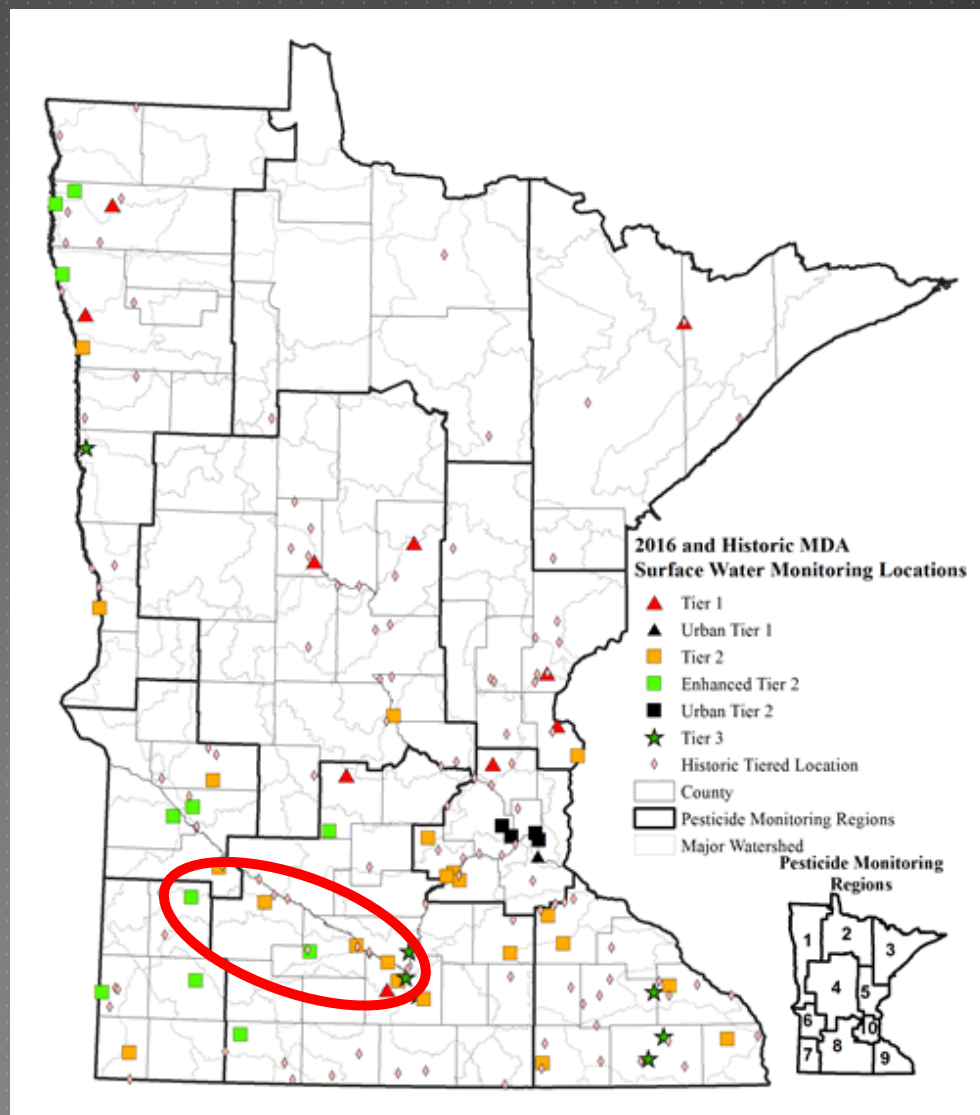 2016 and Historic MDA
Surface Water Monitoring Locations
Tier 1
Urban Tier 1
Tier 2
Enhanced Tier 2
Urban Tier 2
Tier 3
Historic Tiered Location
County
Pesticide Monitoring Regions
Major Watershed
Pesticide Monitoring
Regions
1
2
3
4
5
6
10
7
8
9